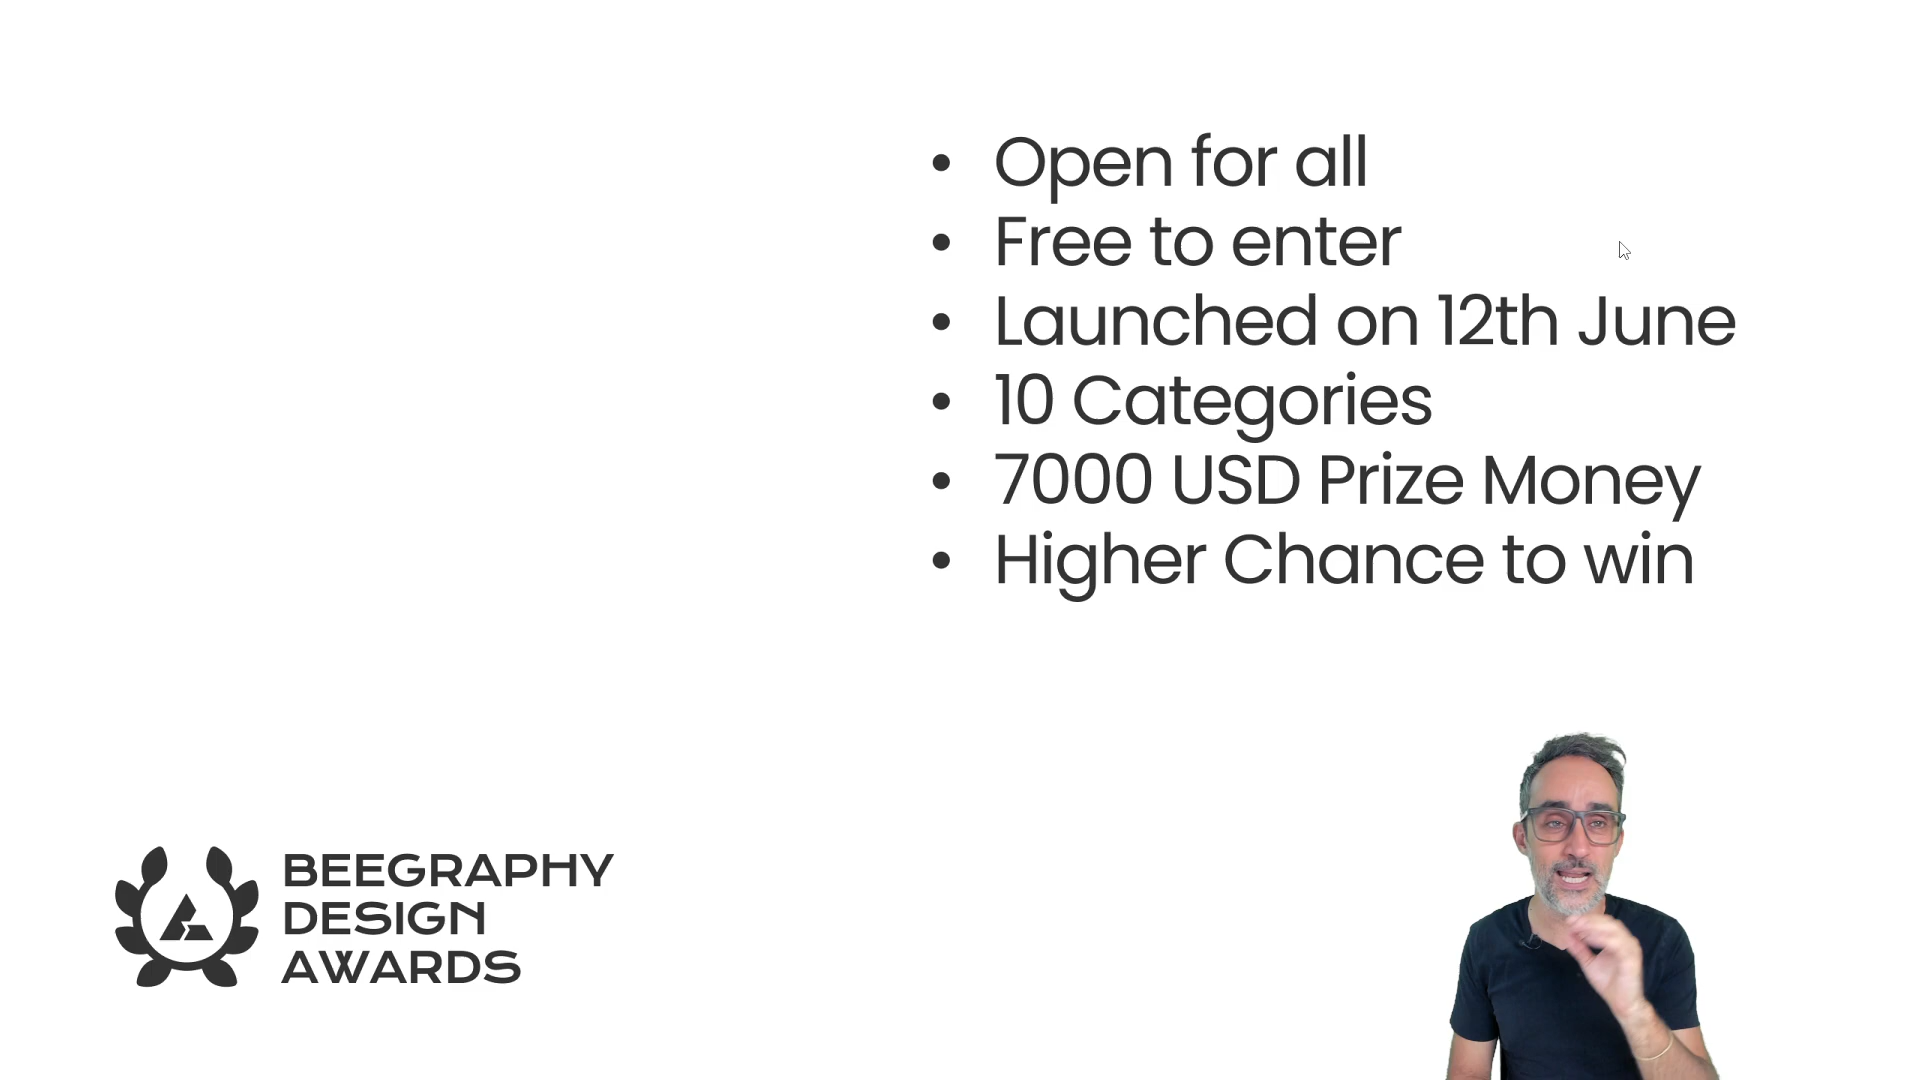 • Open for all
• Free to enter
• Launched on 12th June
• 10 Categories
• 7000 USD Prize Money
• Higher Chance to win
BEEGRAPHY
DESIGN
AWARDS